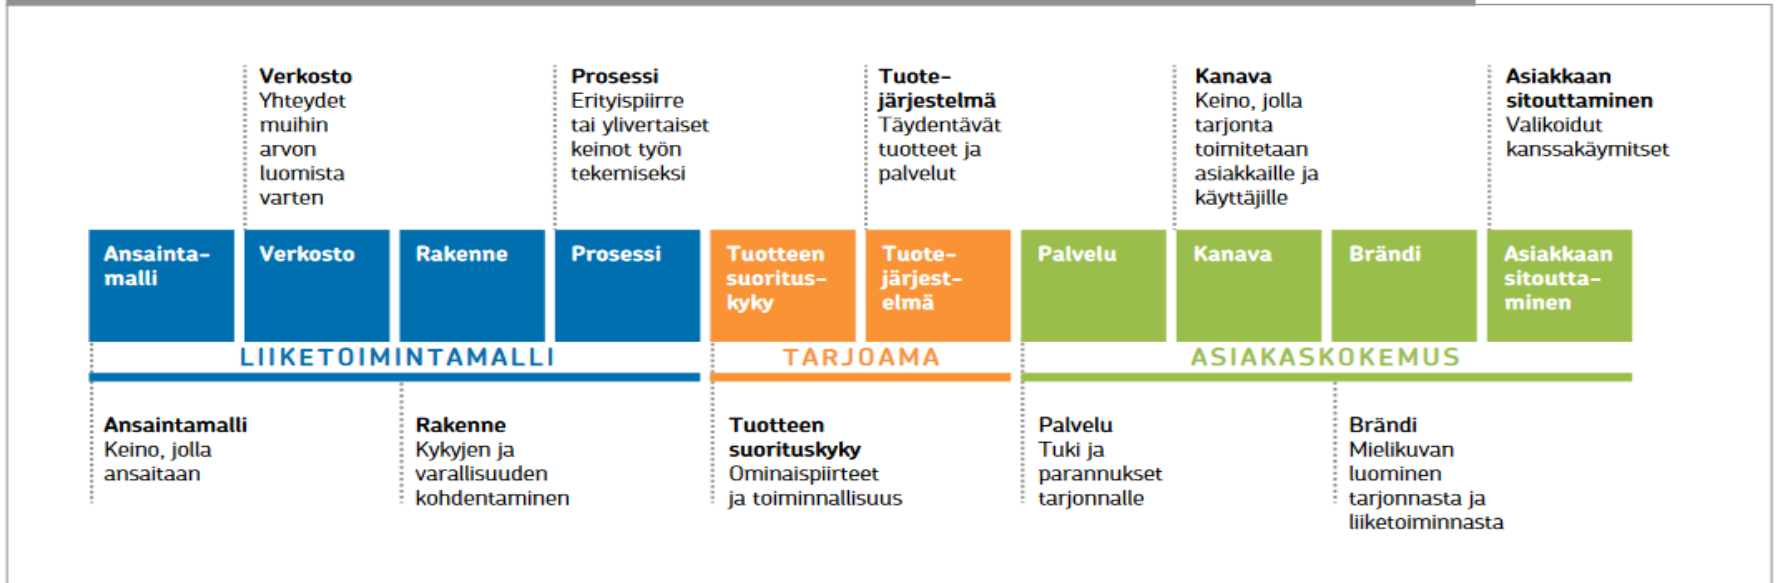 Verkosto
Yhteydet
muihin
arvon
luomista
varten
Prosessi
Erityispiirre
tai ylivertaiset
keinot työn
tekemiseksi
Tuote-
järjestelmä
Täydentävät
tuotteet ja
palvelut
Kanava
Keino, jolla
tarjonta
toimitetaan
asiakkaille ja
käyttäjille
Asiakkaan
sitouttaminen
Valikoidut
kanssakäymitset
Ansainta-
malli
Verkosto
Rakenne
Prosessi
Tuotteen
suoritus-
kyky
Tuote-
järjest-
elmä
Palvelu
Kanava
Brändi
Asiakkaan
sitoutta-
minen
LIIKETOIMINTAMALLI
TARJOAMA
ASIAKASKOKEMUS
Ansaintamalli
Keino, jolla
ansaitaan
Rakenne
Kykyjen ja
varallisuuden
kohdentaminen
Tuotteen
suorituskyky
Ominaispiirteet
ja toiminnallisuus
Palvelu
Tuki ja
parannukset
tarjonnalle
Brändi
Mielikuvan
luominen
tarjonnasta ja
liiketoiminnasta